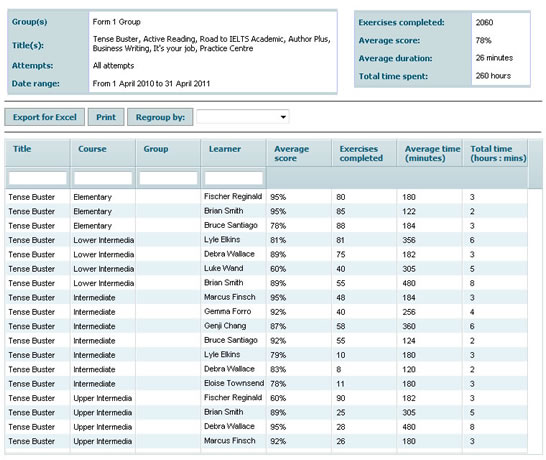 Group(s) Form 1 Group
Title(s): Tense Buster, Active Reading, Road to IELTS Academic, Author Plus,
Business Writing, It's your job, Practice Centre
Attempts: All attempts
Date range: From 1 April 2010 to 31 April 2011
Exercises completed: 2060
Average score: 78%
Average duration: 26 minutes
Total time spent: 260 hours
Export for Excel Print Regroup by:
Title Course Group Learner Average score Exercises completed Average time (minutes) Total time (hours : mins)
Tense Buster Elementary Fischer Reginald 95% 80 180 3
Tense Buster Elementary Brian Smith 95% 85 122 2
Tense Buster Elementary Bruce Santiago 78% 88 184 3
Tense Buster Lower Intermedia Lyle Elkins 81% 81 356 6
Tense Buster Lower Intermedia Debra Wallace 89% 75 182 3
Tense Buster Lower Intermedia Luke Wand 60% 40 305 5
Tense Buster Lower Intermedia Brian Smith 89% 55 480 8
Tense Buster Intermediate Marcus Finsch 95% 48 184 3
Tense Buster Intermediate Gemma Forro 92% 40 256 4
Tense Buster Intermediate Genji Chang 87% 58 360 6
Tense Buster Intermediate Bruce Santiago 92% 55 124 2
Tense Buster Intermediate Lyle Elkins 79% 10 180 3
Tense Buster Intermediate Debra Wallace 83% 8 120 2
Tense Buster Intermediate Eloise Townsend 78% 11 180 3
Tense Buster Upper Intermedia Fischer Reginald 60% 90 182 3
Tense Buster Upper Intermedia Brian Smith 89% 25 305 5
Tense Buster Upper Intermedia Brian Smith 95% 28 480 8
Tense Buster Upper Intermedia Marcus Finsch 92% 26 180 3